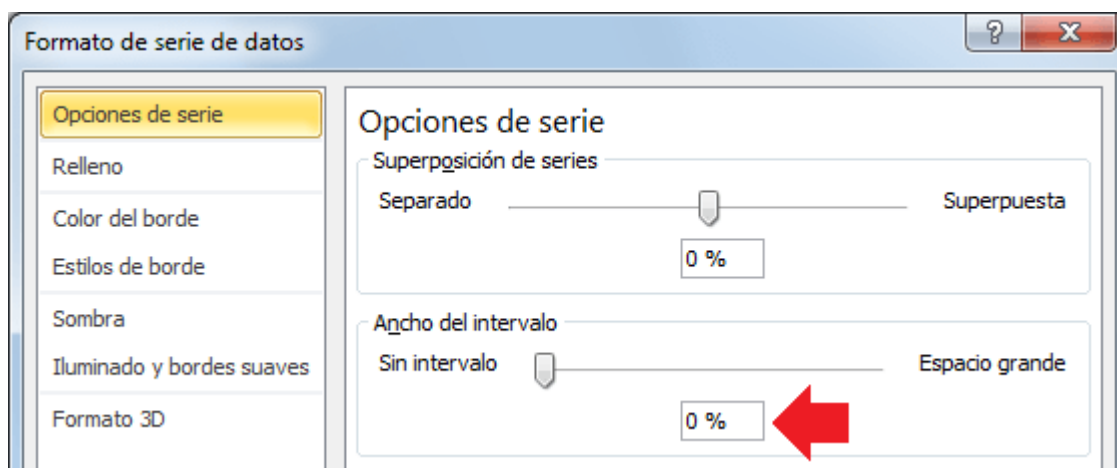 Formato de serie de datos
Opciones de serie
Relleno
Color del borde
Estilos de borde
Sombra
Iluminado y bordes suaves
Formato 3D
Opciones de serie
Superposición de series
Separado Superpuesta
0 %
Ancho del intervalo
Sin intervalo Espacio grande
0 %